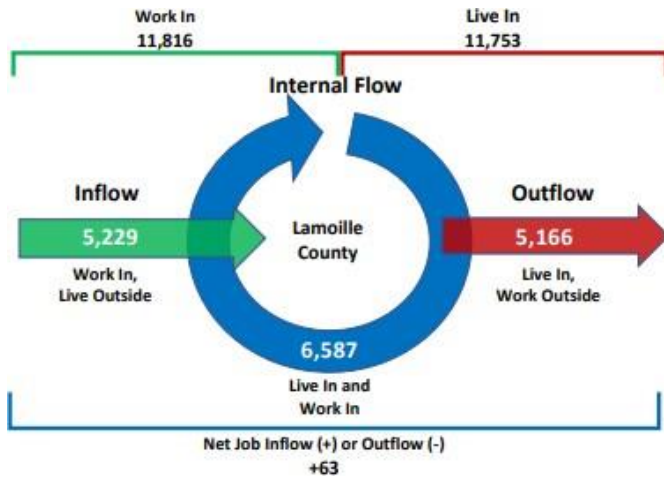 Work In
11,816
Live In
11,753
Internal Flow
Inflow
5,229
Work In,
Live Outside
Lamoille
County
Outflow
5,166
Live In,
Work Outside
6,587
Live In and
Work In
Net Job Inflow (+) or Outflow (-)
+63